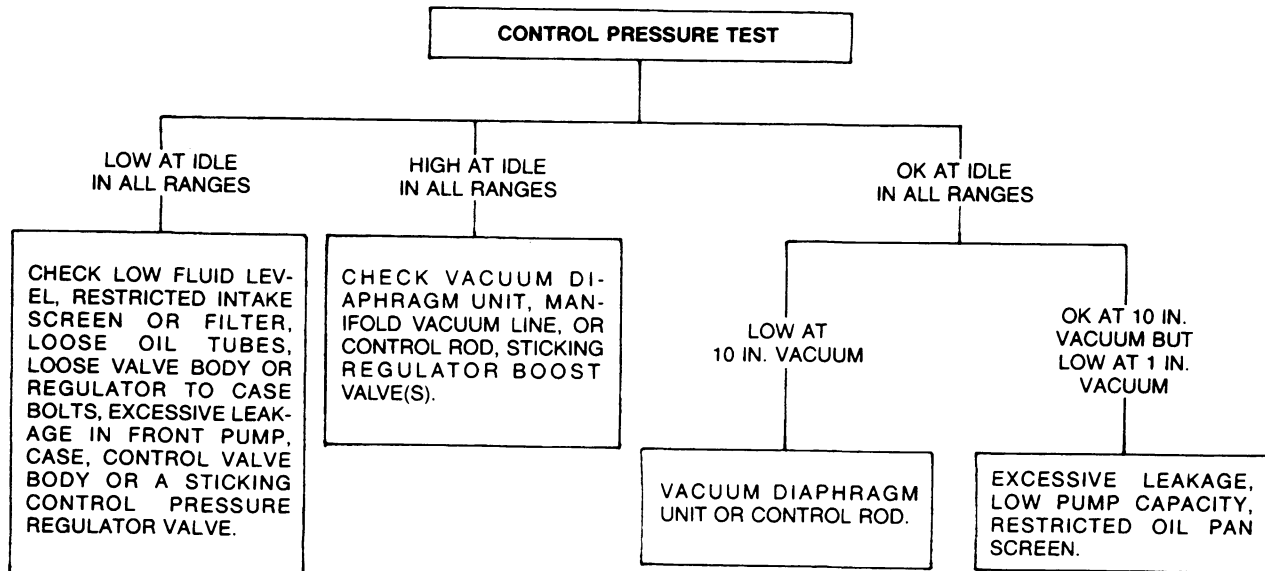 CONTROL PRESSURE TEST
LOW AT IDLE
IN ALL RANGES
HIGH AT IDLE
IN ALL RANGES
OK AT IDLE
IN ALL RANGES
CHECK LOW FLUID LEV-
EL, RESTRICTED INTAKE
SCREEN OR FILTER,
LOOSE OIL TUBES,
LOOSE VALVE BODY OR
REGULATOR TO CASE
BOLTS, EXCESSIVE LEAK-
AGE IN FRONT PUMP,
CASE, CONTROL VALVE
BODY OR A STICKING
CONTROL PRESSURE
REGULATOR VALVE.
CHECK VACUUM DI-
APHRAGM UNIT, MAN-
IFOLD VACUUM LINE, OR
CONTROL ROD, STICKING
REGULATOR BOOST
VALVE(S).
LOW AT
10 IN. VACUUM
OK AT 10 IN.
VACUUM BUT
LOW AT 1 IN.
VACUUM
VACUUM DIAPHRAGM
UNIT OR CONTROL ROD.
EXCESSIVE LEAKAGE,
LOW PUMP CAPACITY,
RESTRICTED OIL PAN
SCREEN.